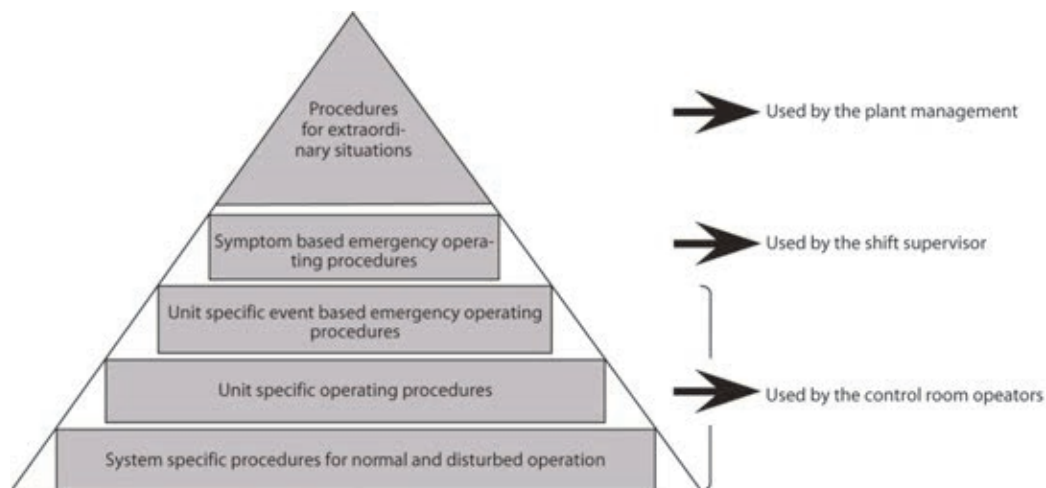 Procedures
for extraordi-
nary situations
Used by the plant management
Symptom based emergency opera-
ting procedures
Used by the shift supervisor
Unit specific event based emergency operating
procedures
Unit specific operating procedures
Used by the control room opeators
System specific procedures for normal and disturbed operation